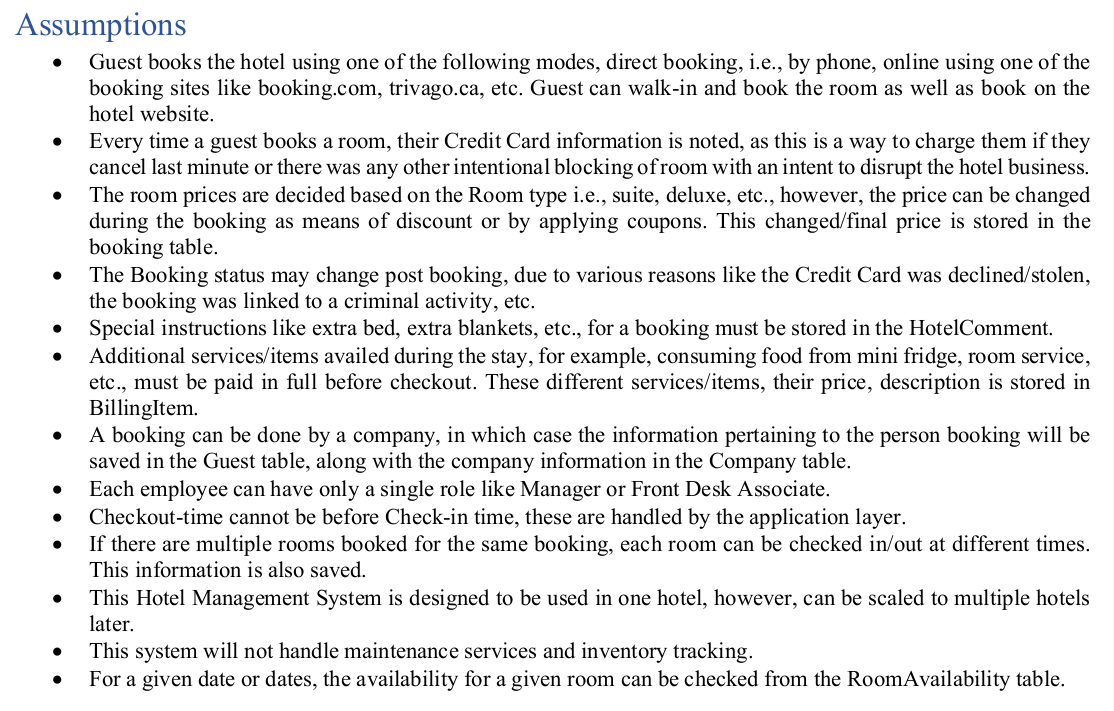 Assumptions
• Guest books the hotel using one of the following modes, direct booking, i.e., by phone, online using one of the
booking sites like booking.com, trivago.ca, etc. Guest can walk-in and book the room as well as book on the
hotel website.
• Every time a guest books a room, their Credit Card information is noted, as this is a way to charge them if they
cancel last minute or there was any other intentional blocking of room with an intent to disrupt the hotel business.
• The room prices are decided based on the Room type i.e., suite, deluxe, etc., however, the price can be changed
during the booking as means of discount or by applying coupons. This changed/final price is stored in the
booking table.
• The Booking status may change post booking, due to various reasons like the Credit Card was declined/stolen,
the booking was linked to a criminal activity, etc.
• Special instructions like extra bed, extra blankets, etc., for a booking must be stored in the HotelComment.
• Additional services/items availed during the stay, for example, consuming food from mini fridge, room service,
etc., must be paid in full before checkout. These different services/items, their price, description is stored in
BillingItem.
• A booking can be done by a company, in which case the information pertaining to the person booking will be
saved in the Guest table, along with the company information in the Company table.
• Each employee can have only a single role like Manager or Front Desk Associate.
• Checkout-time cannot be before Check-in time, these are handled by the application layer.
• If there are multiple rooms booked for the same booking, each room can be checked in/out at different times.
This information is also saved.
• This Hotel Management System is designed to be used in one hotel, however, can be scaled to multiple hotels
later.
• This system will not handle maintenance services and inventory tracking.
• For a given date or dates, the availability for a given room can be checked from the RoomAvailability table.